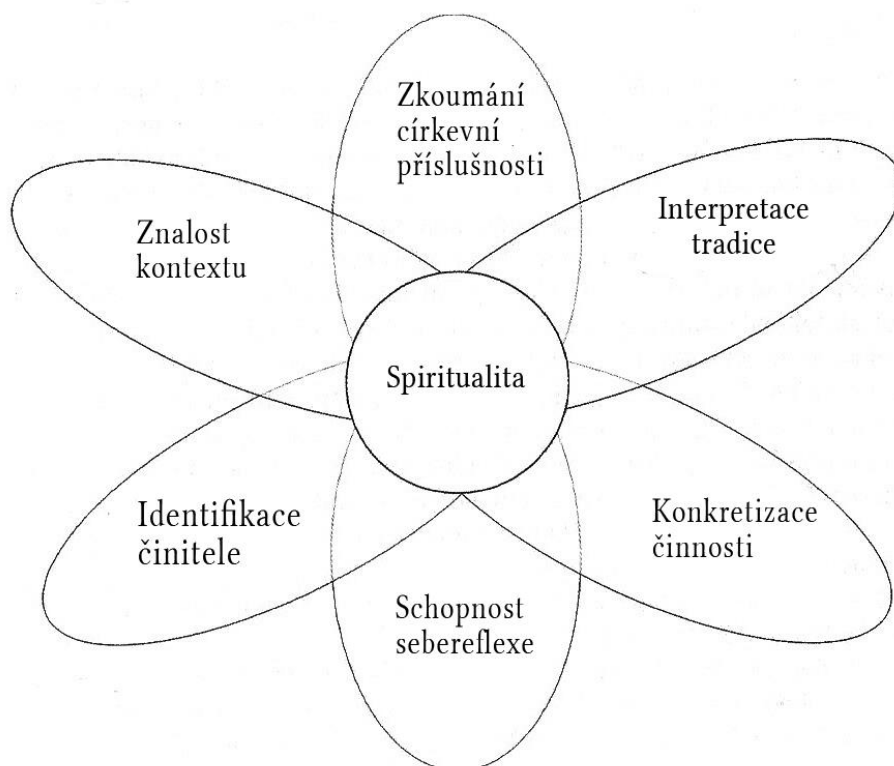 Zkoumání
církevní
příslušnosti
Znalost
kontextu
Interpretace
tradice
Spiritualita
Identifikace
činitele
Konkretizace
činnosti
Schopnost
sebereflexe